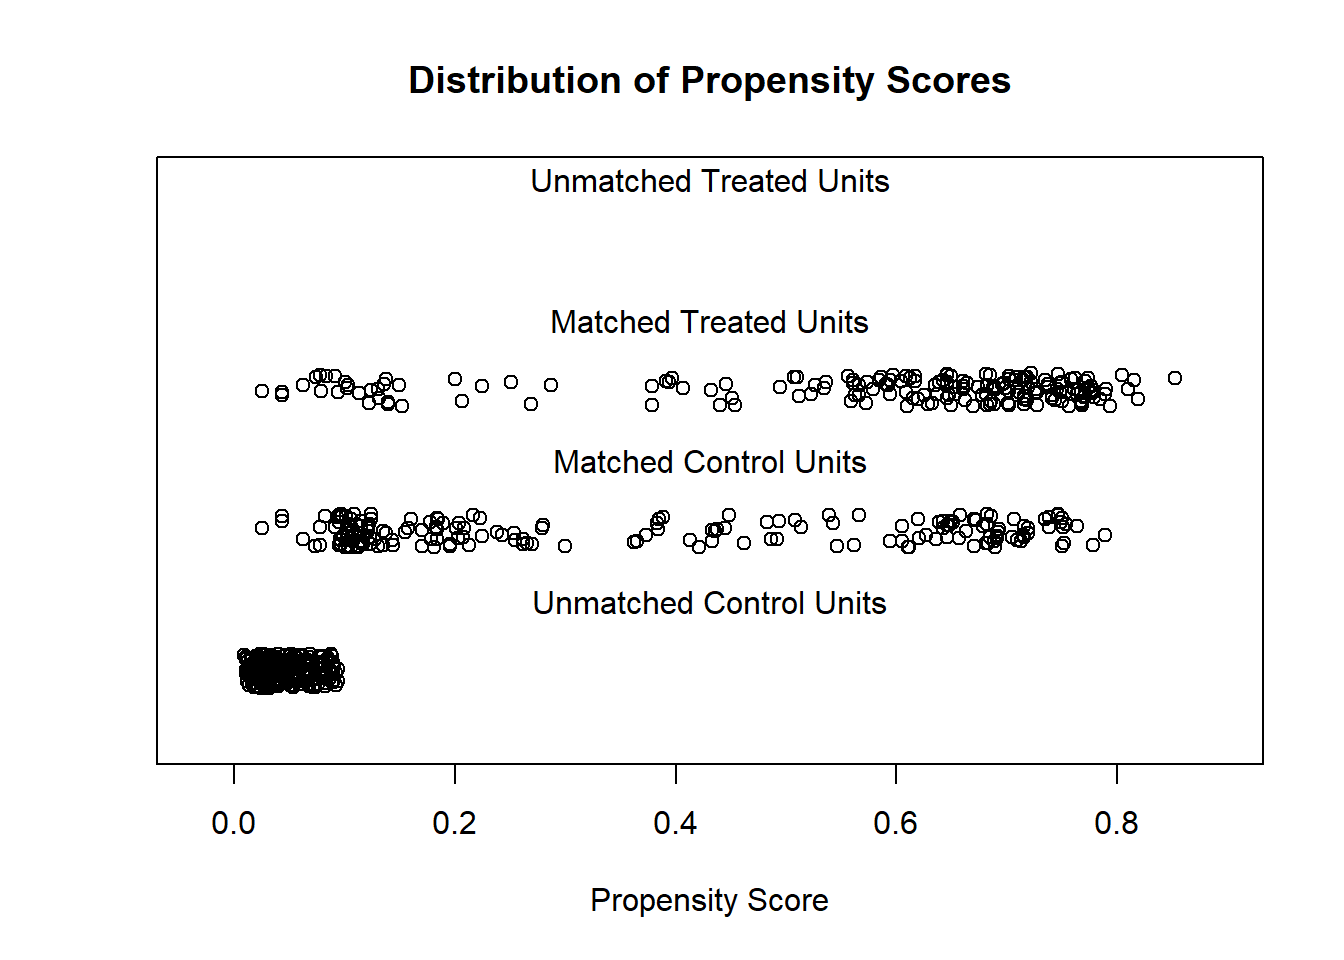 Distribution of Propensity Scores
Unmatched Treated Units
Matched Treated Units
Matched Control Units
Unmatched Control Units
0.0 0.2 0.4 0.6 0.8
Propensity Score